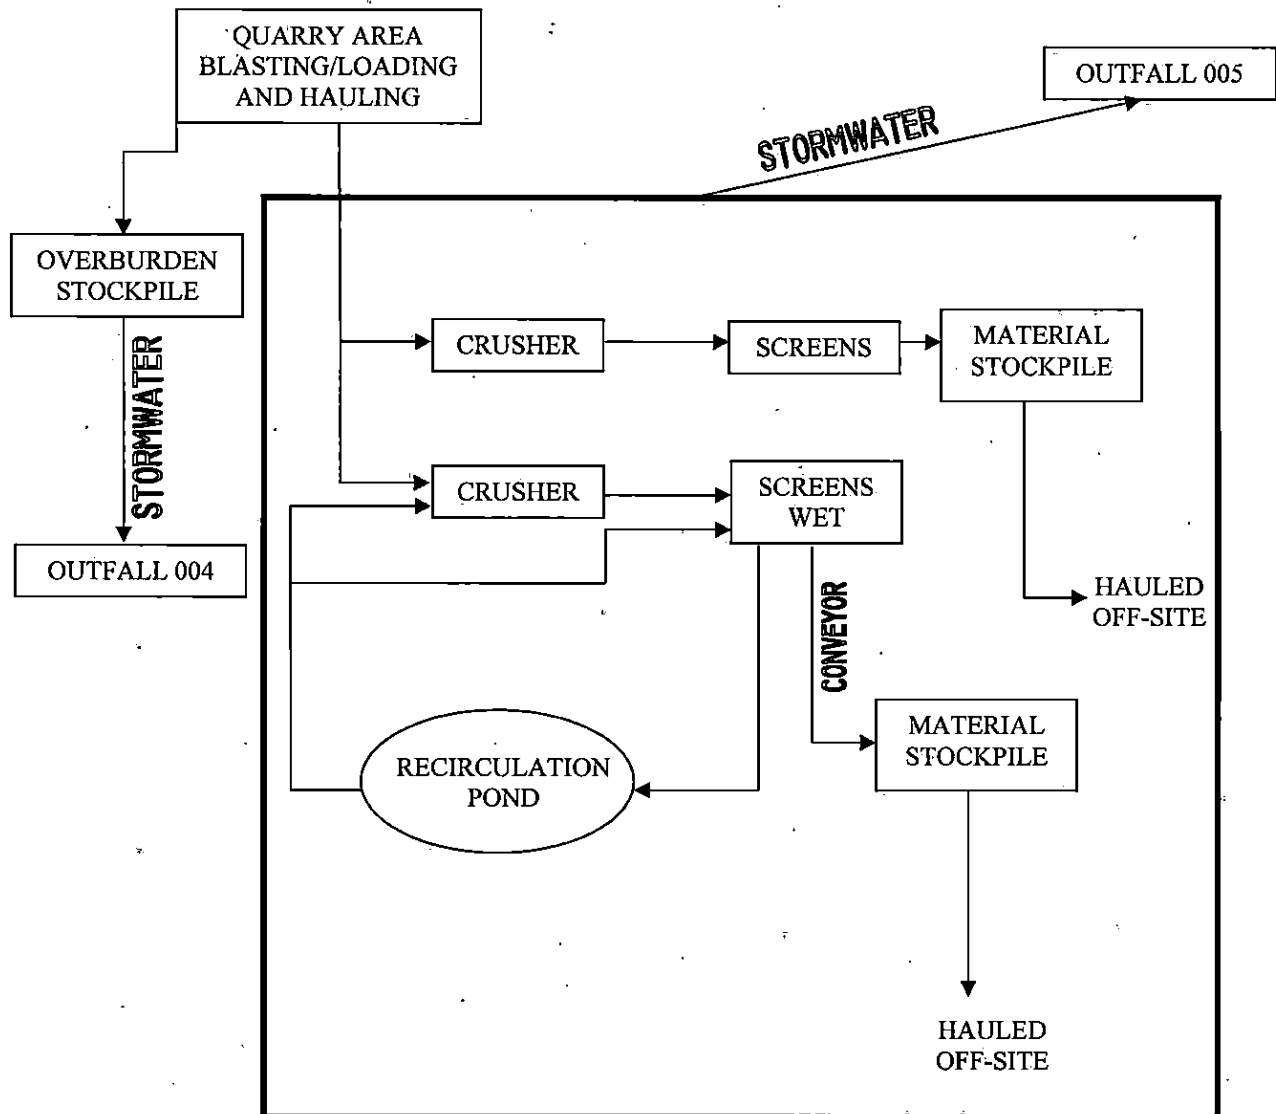 QUARRY AREA
BLASTING/LOADING
AND HAULING
OUTFALL 005
STORMWATER
OVERBURDEN
STOCKPILE
STORMWATER
OUTFALL 004
CRUSHER
SCREENS
MATERIAL
STOCKPILE
CRUSHER
SCREENS
WET
HAULED
OFF-SITE
CONVEYOR
RECIRCULATION
POND
MATERIAL
STOCKPILE
HAULED
OFF-SITE